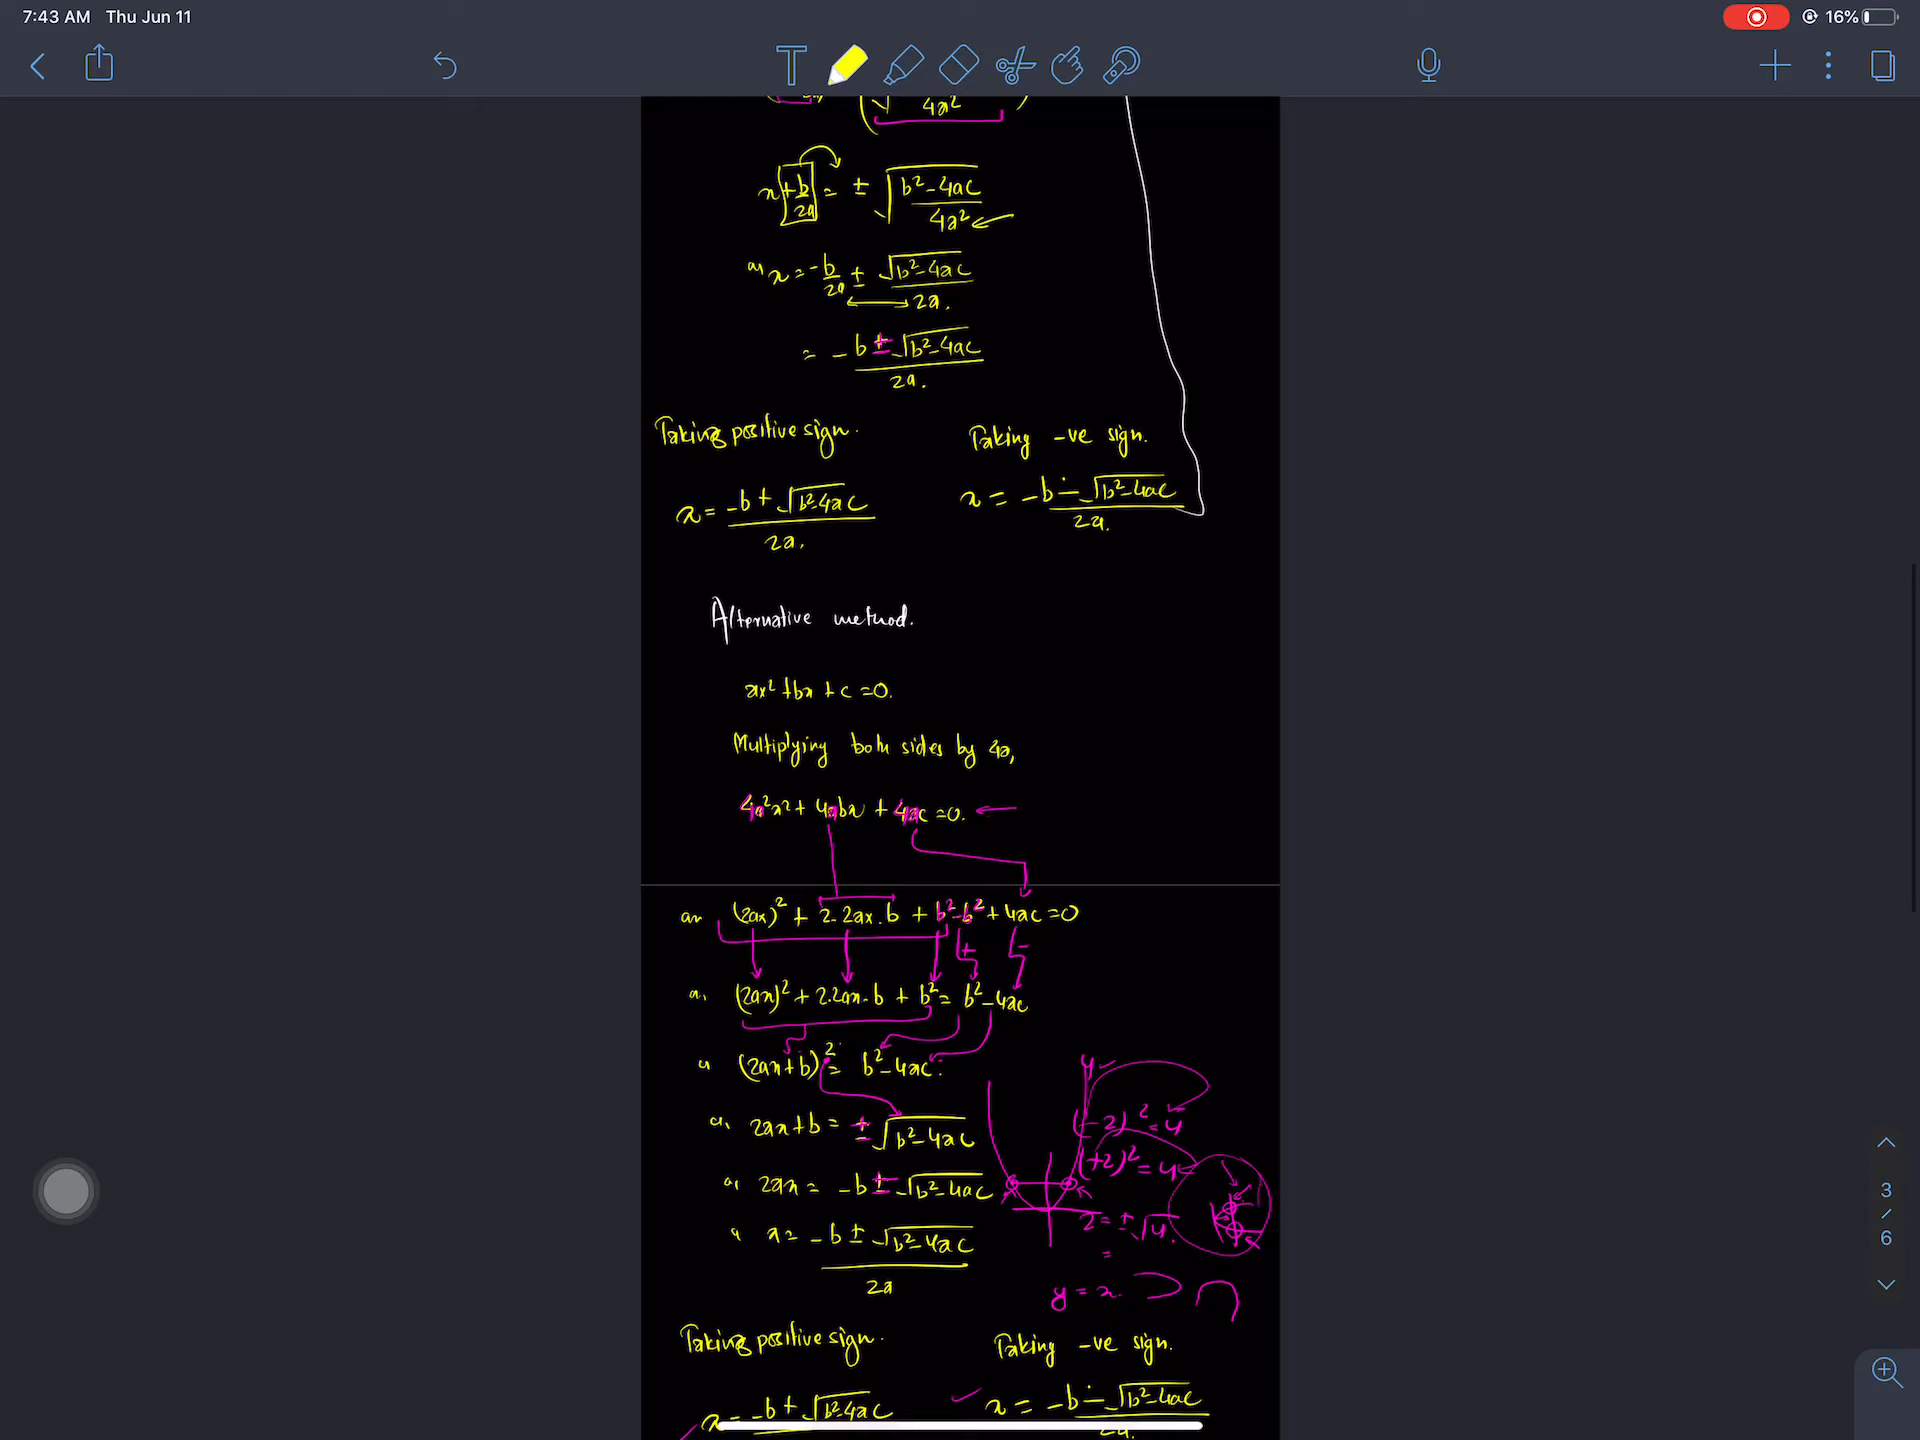 7:43 AM Thu Jun 11
16%
4a²
x + b/2a = ± √(b²-4ac / 4a²)
or x = -b/2a ± √(b²-4ac) / 2a.
= -b ± √(b²-4ac) / 2a.
Taking positive sign.
x = -b + √(b²-4ac) / 2a.
Taking -ve sign.
x = -b - √(b²-4ac) / 2a.
Alternative method.
ax² + bx + c = 0.
Multiplying both sides by 4a,
4a²x² + 4abx + 4ac = 0.
or (2ax)² + 2.2ax.b + b² - b² + 4ac = 0
+ -
or (2ax)² + 2.2ax.b + b² = b² - 4ac
or (2ax+b)² = b² - 4ac.
or 2ax + b = ± √(b²-4ac)
or 2ax = -b ± √(b²-4ac)
or x = -b ± √(b²-4ac) / 2a
y
(-2)² = 4
(+2)² = 4
2 = ± √4.
=
y = x.
Taking positive sign.
x = -b + √(b²-4ac)
Taking -ve sign.
x = -b - √(b²-4ac) / 2a.
3
/
6